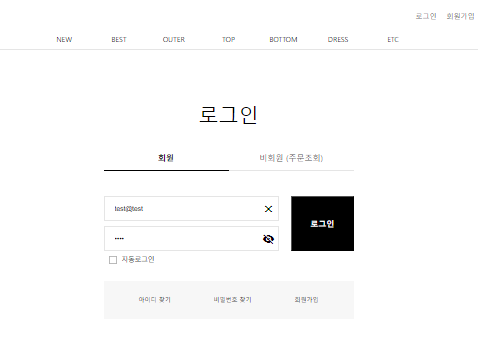 로그인 회원가입
NEW BEST OUTER TOP BOTTOM DRESS ETC
로그인
회원 비회원 (주문조회)
test@test
로그인
자동로그인
아이디 찾기 비밀번호 찾기 회원가입